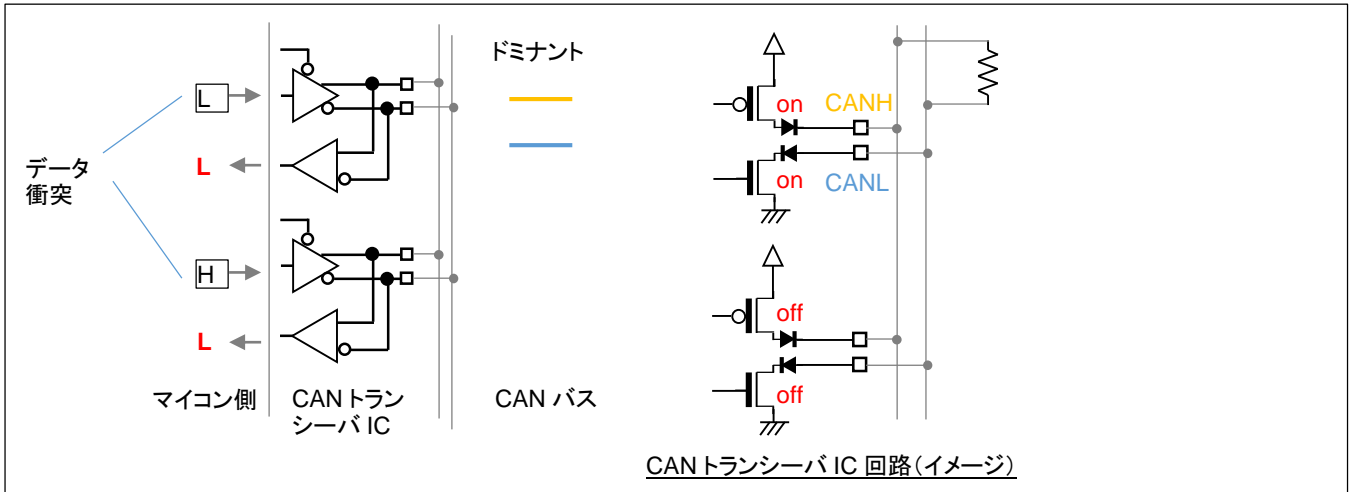 ドミナント
L
on
CANH
データ
衝突
L
on
CANL
H
off
L
マイコン側
CAN トラン
シーバ IC
CAN バス
off
CAN トランシーバ IC 回路（イメージ）